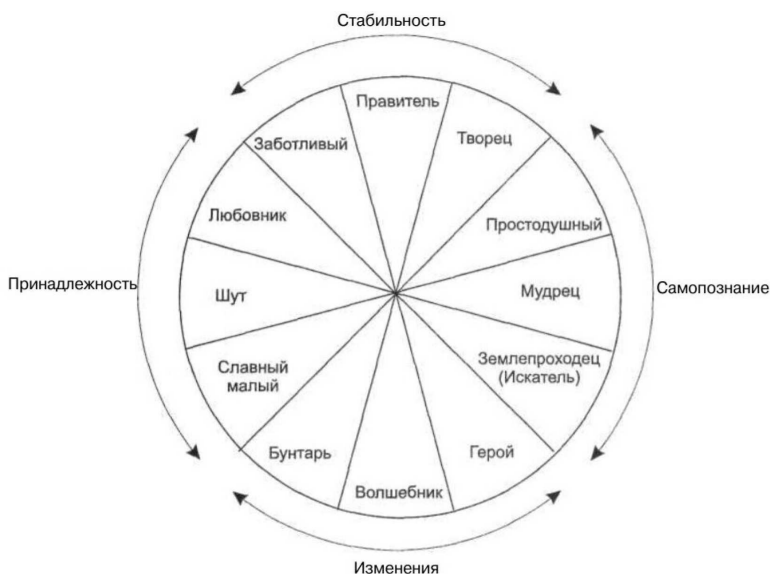 Стабильность
Правитель
Заботливый
Творец
Любовник
Простодушный
Принадлежность
Шут
Мудрец
Самопознание
Славный
малый
Землепроходец
(Искатель)
Бунтарь
Герой
Волшебник
Изменения